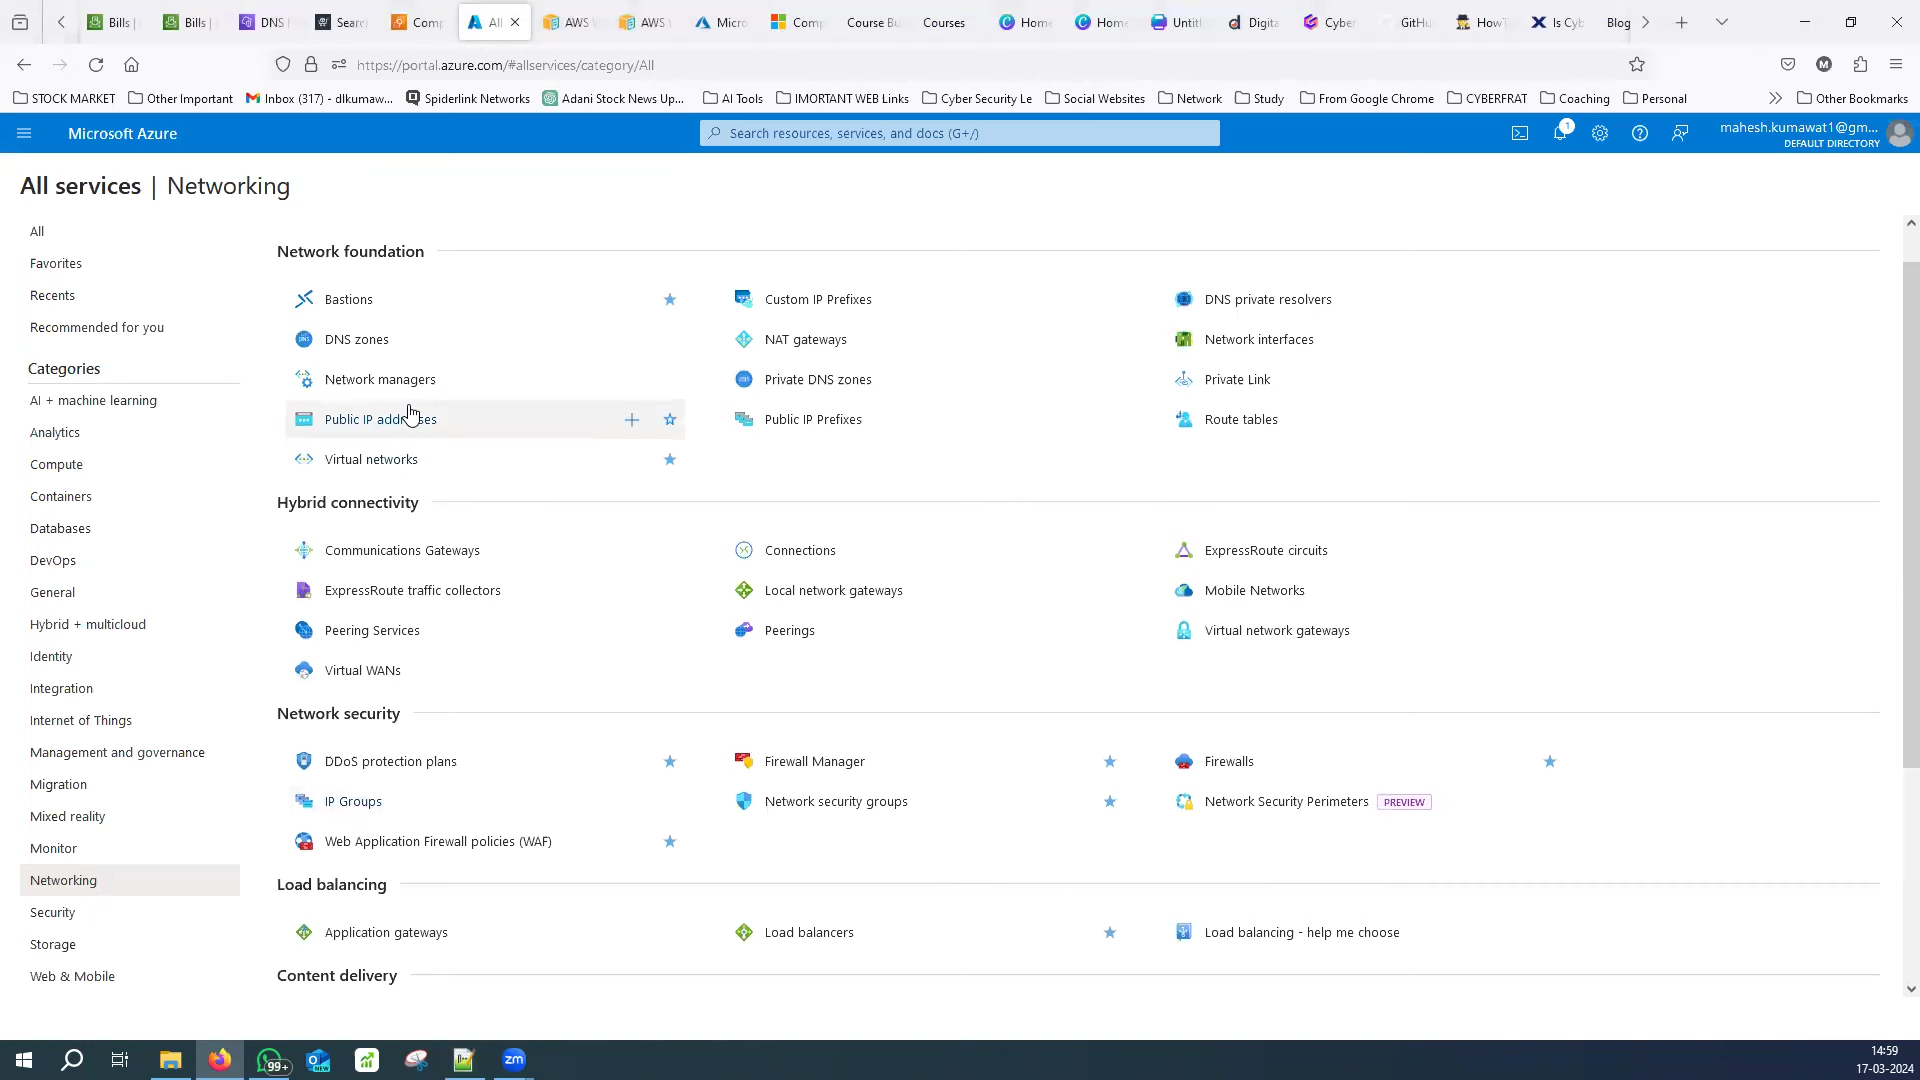 Bills |
Bills |
DNS
Searc
Comp
All
AWS
AWS
Micro
Comp
Course Bu
Courses
Home
Home
Untitl
Digita
Cyber
GitHu
How T
Is Cyb
Blog
https://portal.azure.com/#allservices/category/All
M
STOCK MARKET
Other Important
Inbox (317) - dlkumaw...
Spiderlink Networks
Adani Stock News Up...
AI Tools
IMORTANT WEB Links
Cyber Security Le
Social Websites
Network
Study
From Google Chrome
CYBERFRAT
Coaching
Personal
Other Bookmarks
Microsoft Azure
Search resources, services, and docs (G+/)
1
mahesh.kumawat1@gm...
DEFAULT DIRECTORY
All services | Networking
All
Favorites
Recents
Recommended for you
Categories
AI + machine learning
Analytics
Compute
Containers
Databases
DevOps
General
Hybrid + multicloud
Identity
Integration
Internet of Things
Management and governance
Migration
Mixed reality
Monitor
Networking
Security
Storage
Web & Mobile
Network foundation
Bastions
Custom IP Prefixes
DNS private resolvers
DNS zones
NAT gateways
Network interfaces
Network managers
Private DNS zones
Private Link
Public IP addresses
Public IP Prefixes
Route tables
Virtual networks
Hybrid connectivity
Communications Gateways
Connections
ExpressRoute circuits
ExpressRoute traffic collectors
Local network gateways
Mobile Networks
Peering Services
Peerings
Virtual network gateways
Virtual WANs
Network security
DDoS protection plans
Firewall Manager
Firewalls
IP Groups
Network security groups
Network Security Perimeters PREVIEW
Web Application Firewall policies (WAF)
Load balancing
Application gateways
Load balancers
Load balancing - help me choose
Content delivery
99+
NEW
zm
14:59
17-03-2024